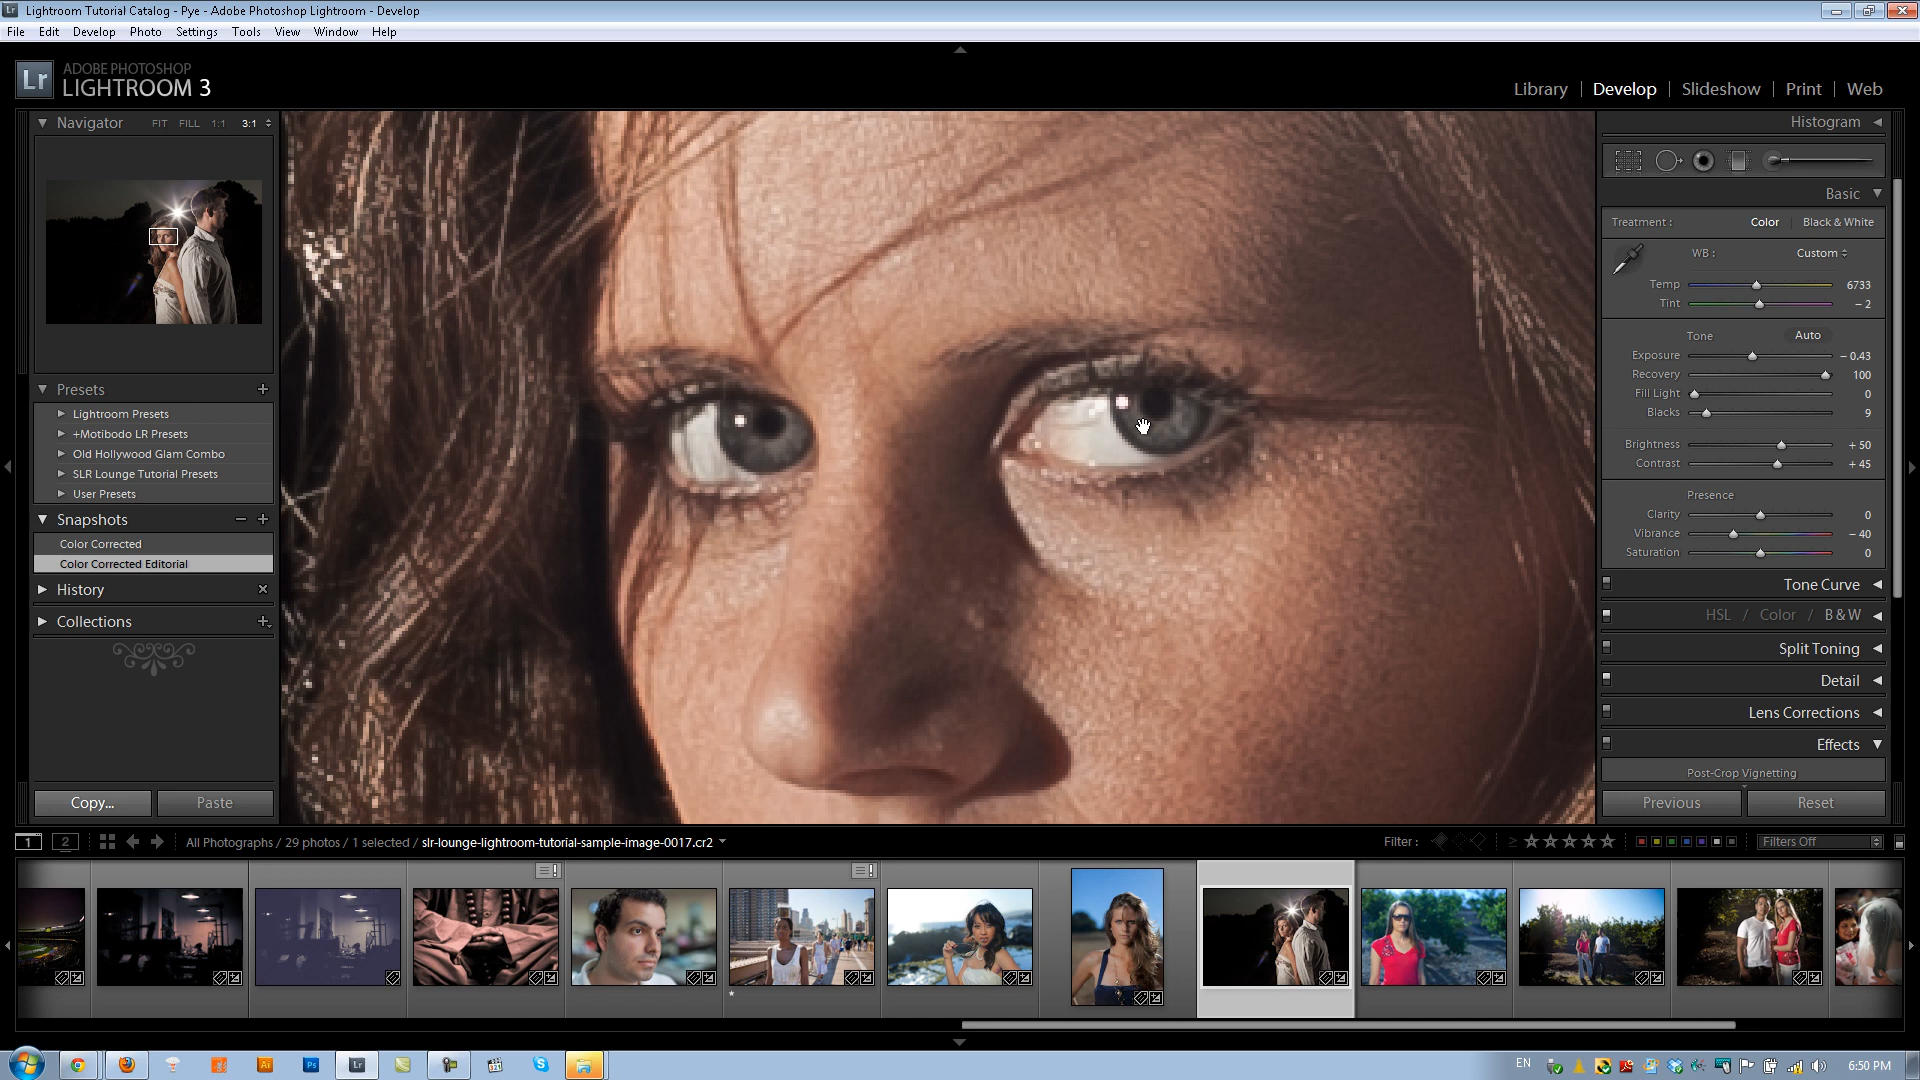 Lightroom Tutorial Catalog - Pye - Adobe Photoshop Lightroom - Develop
File Edit Develop Photo Settings Tools View Window Help
Lr ADOBE PHOTOSHOP
LIGHTROOM 3
Library | Develop | Slideshow | Print | Web
Navigator FIT FILL 1:1 3:1
Histogram
Basic
Treatment : Color Black & White
WB : Custom
Temp 6733
Tint - 2
Tone Auto
Exposure - 0.43
Recovery 100
Fill Light 0
Blacks 9
Brightness + 50
Contrast + 45
Presence
Clarity 0
Vibrance - 40
Saturation 0
Tone Curve
HSL / Color / B & W
Split Toning
Detail
Lens Corrections
Effects
Post-Crop Vignetting
Previous Reset
Presets +
Lightroom Presets
+Motibodo LR Presets
Old Hollywood Glam Combo
SLR Lounge Tutorial Presets
User Presets
Snapshots - +
Color Corrected
Color Corrected Editorial
History ×
Collections +
Copy... Paste
1 2 All Photographs / 29 photos / 1 selected / slr-lounge-lightroom-tutorial-sample-image-0017.cr2 Filter : ≥ Filters Off
Ai Ps Lr EN 6:50 PM